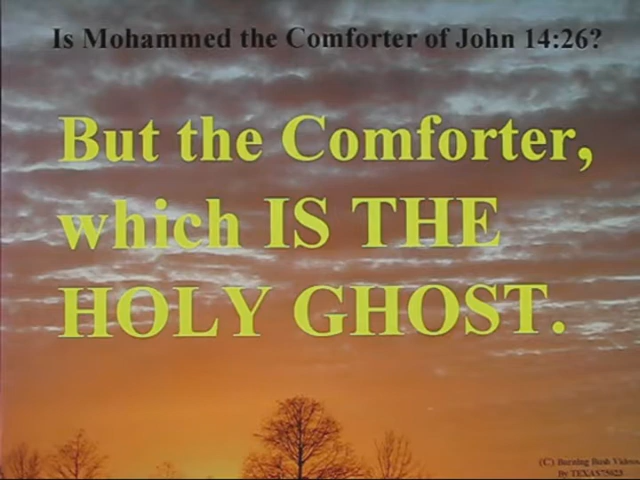 Is Mohammed the Comforter of John 14:26?
But the Comforter,
which IS THE
HOLY GHOST.
(C) Burning Bush Videos
By TEXAS75025